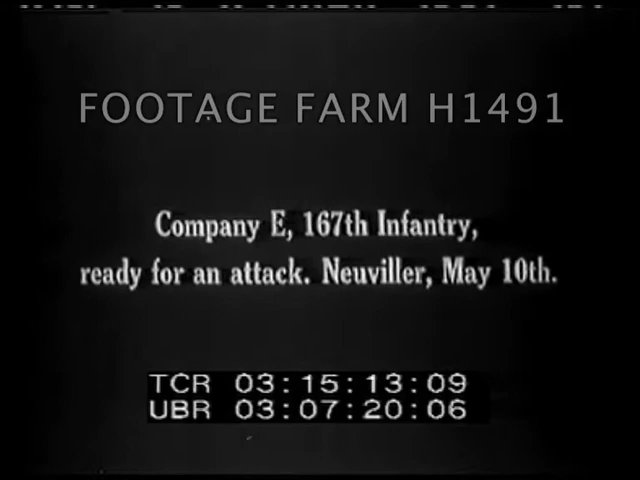 FOOTAGE FARM H1491
Company E, 167th Infantry,
ready for an attack. Neuviller, May 10th.
TCR 03:15:13:09
UBR 03:07:20:06